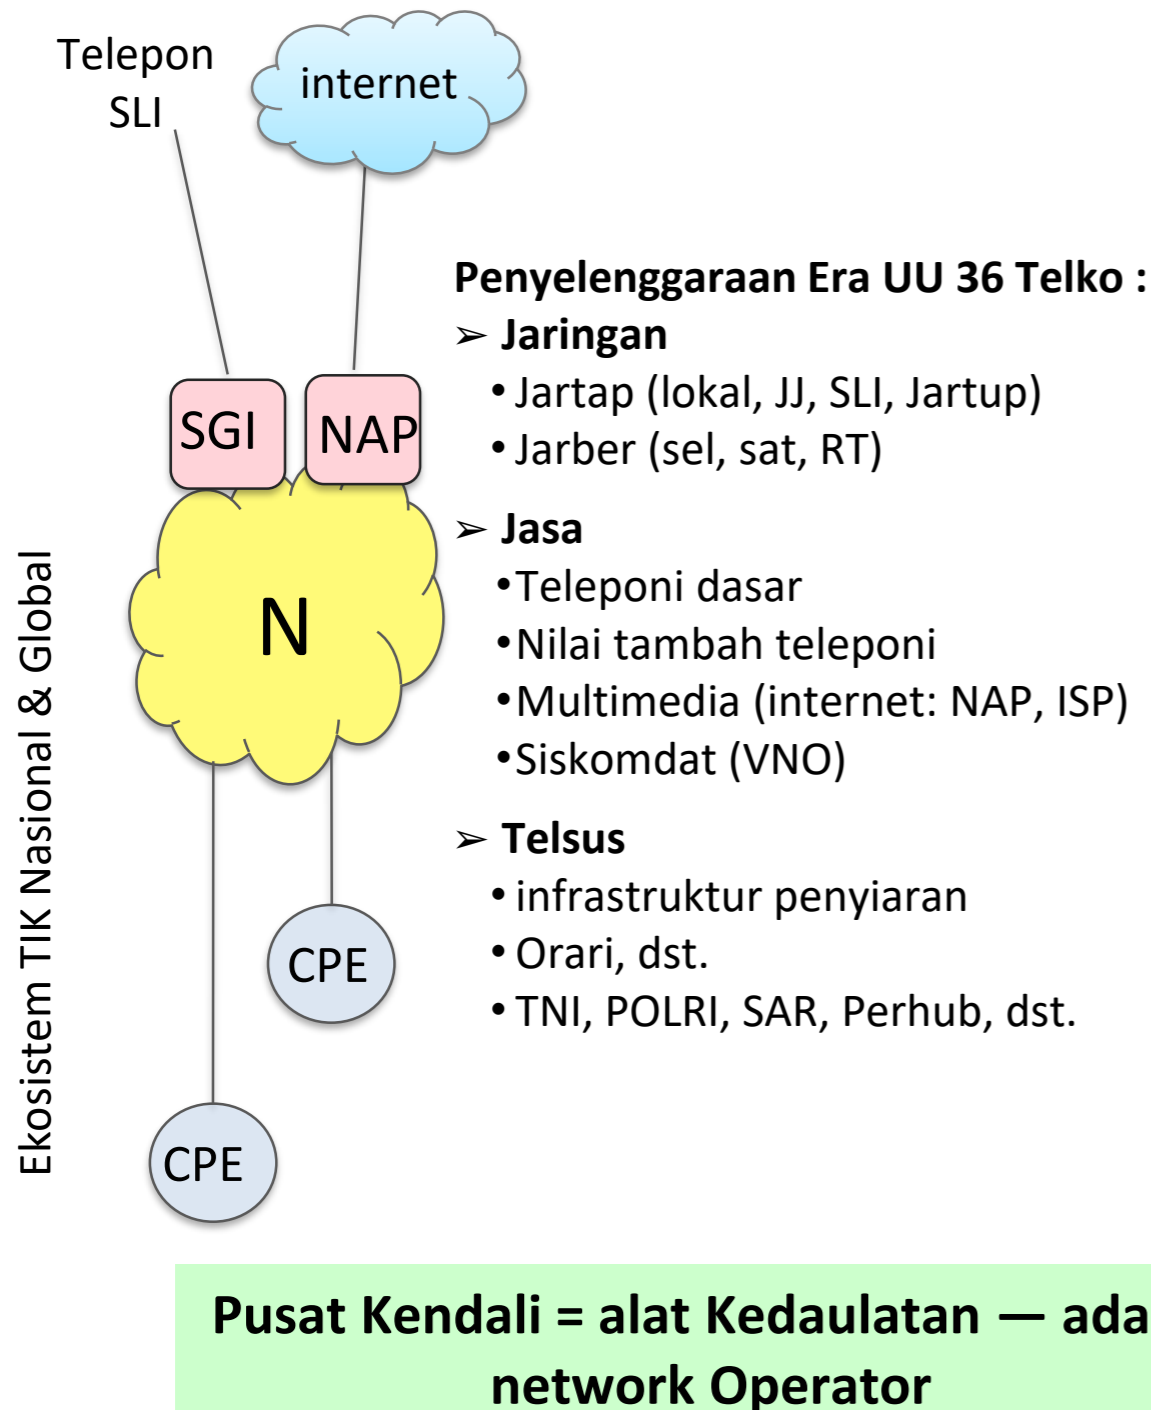 Telepon
SLI
internet
SGI
NAP
N
CPE
CPE
Ekosistem TIK Nasional & Global
Penyelenggaraan Era UU 36 Telko :
➢ Jaringan
• Jartap (lokal, JJ, SLI, Jartup)
• Jarber (sel, sat, RT)
➢ Jasa
•Teleponi dasar
•Nilai tambah teleponi
•Multimedia (internet: NAP, ISP)
•Siskomdat (VNO)
➢ Telsus
• infrastruktur penyiaran
• Orari, dst.
• TNI, POLRI, SAR, Perhub, dst.
Pusat Kendali = alat Kedaulatan — ada
network Operator